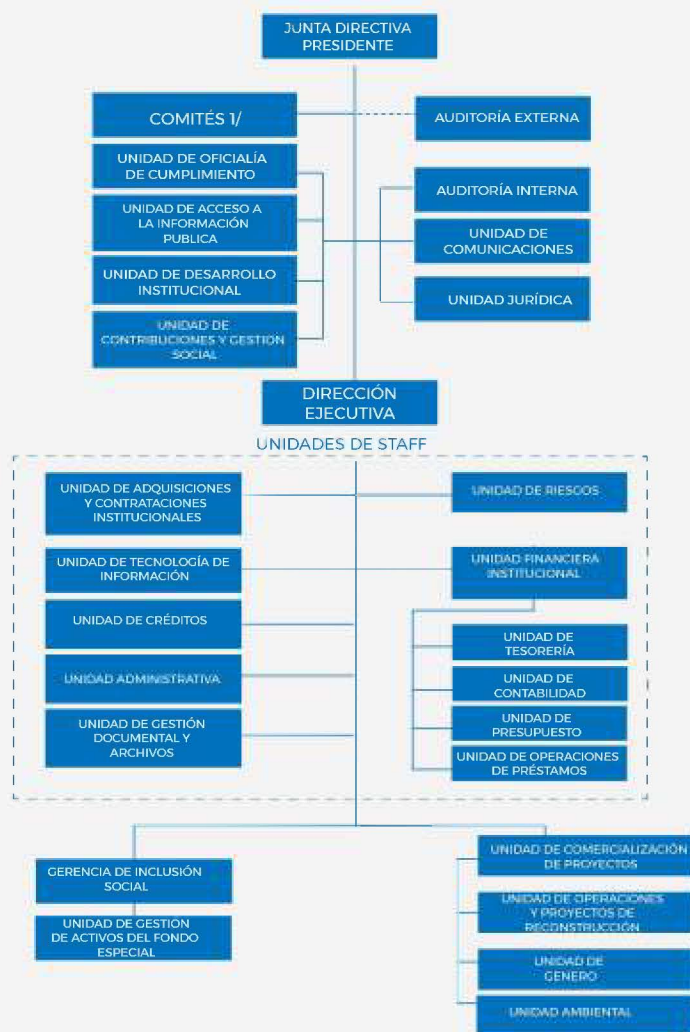 JUNTA DIRECTIVA
PRESIDENTE
COMITÉS 1/
AUDITORÍA EXTERNA
UNIDAD DE OFICIALÍA
DE CUMPLIMIENTO
UNIDAD DE ACCESO A
LA INFORMACIÓN
PUBLICA
UNIDAD DE DESARROLLO
INSTITUCIONAL
UNIDAD DE
CONTRIBUCIONES Y GESTION
SOCIAL
AUDITORÍA INTERNA
UNIDAD DE
COMUNICACIONES
UNIDAD JURÍDICA
DIRECCIÓN
EJECUTIVA
UNIDADES DE STAFF
UNIDAD DE ADQUISICIONES
Y CONTRATACIONES
INSTITUCIONALES
UNIDAD DE TECNOLOGÍA DE
INFORMACIÓN
UNIDAD DE CRÉDITOS
UNIDAD ADMINISTRATIVA
UNIDAD DE GESTIÓN
DOCUMENTAL Y
ARCHIVOS
UNIDAD DE RIESGOS
UNIDAD FINANCIERA
INSTITUCIONAL
UNIDAD DE
TESORERÍA
UNIDAD DE
CONTABILIDAD
UNIDAD DE
PRESUPUESTO
UNIDAD DE OPERACIONES
DE PRÉSTAMOS
GERENCIA DE INCLUSIÓN
SOCIAL
UNIDAD DE GESTIÓN
DE ACTIVOS DEL FONDO
ESPECIAL
UNIDAD DE COMERCIALIZACIÓN
DE PROYECTOS
UNIDAD DE OPERACIONES
Y PROYECTOS DE
RECONSTRUCCIÓN
UNIDAD DE
GENERO
UNIDAD AMBIENTAL